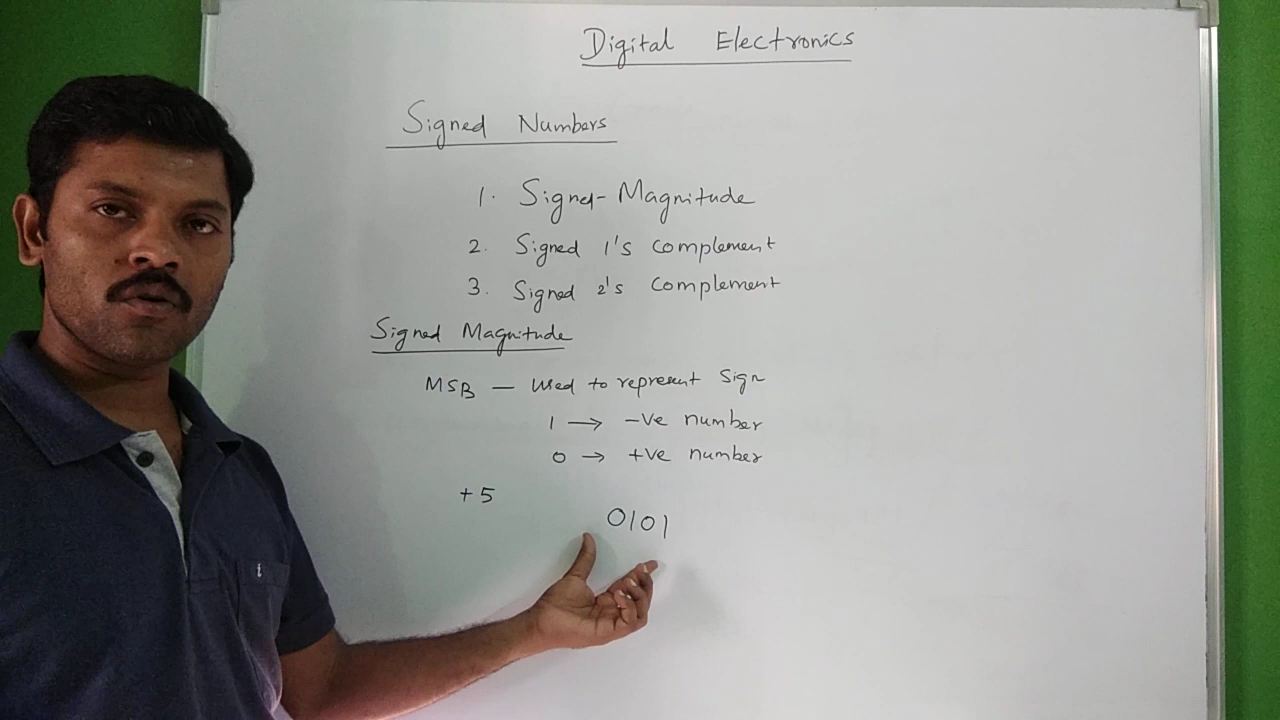 Digital Electronics
Signed Numbers
1. Signed-Magnitude
2. Signed 1's complement
3. Signed 2's complement
Signed Magnitude
MSB — Used to represent Sign
1 → -ve number
0 → +ve number
+5
0101
i